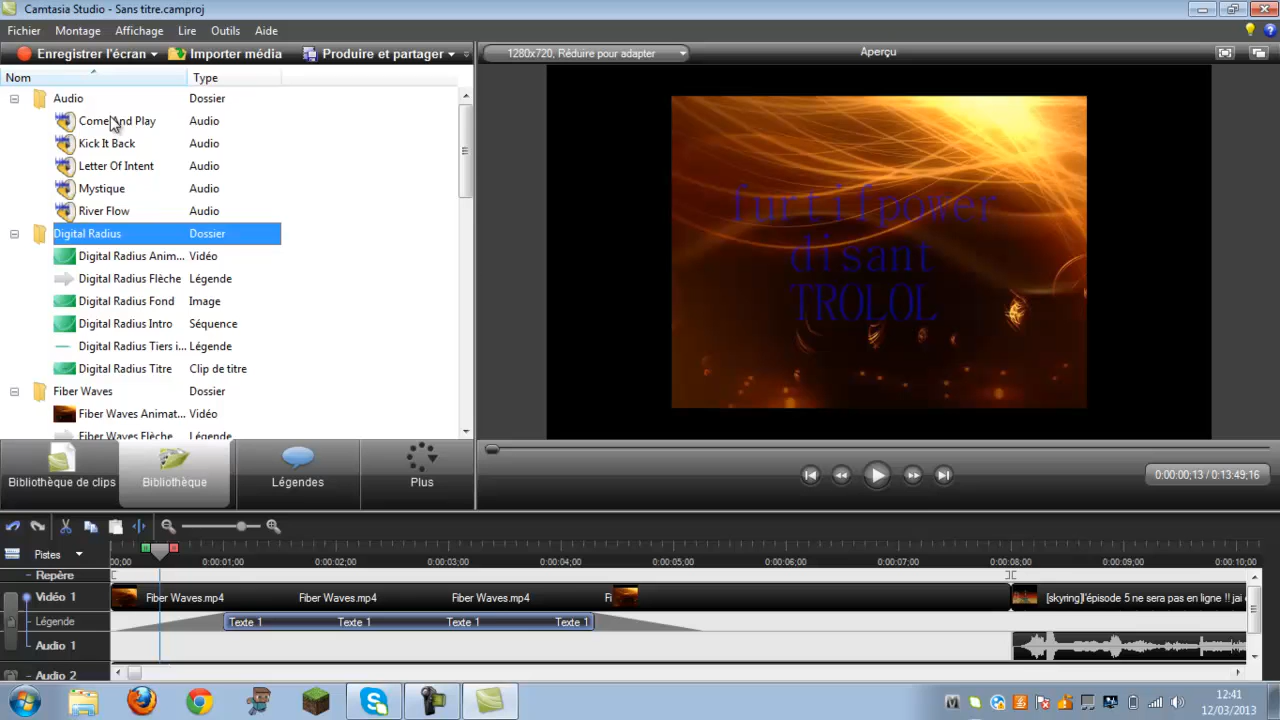 Camtasia Studio - Sans titre.camproj
Fichier Montage Affichage Lire Outils Aide
Enregistrer l'écran Importer média Produire et partager
1280x720, Réduire pour adapter
Aperçu
Nom Type
Audio Dossier
Come And Play Audio
Kick It Back Audio
Letter Of Intent Audio
Mystique Audio
River Flow Audio
Digital Radius Dossier
Digital Radius Anim... Vidéo
Digital Radius Flèche Légende
Digital Radius Fond Image
Digital Radius Intro Séquence
Digital Radius Tiers i... Légende
Digital Radius Titre Clip de titre
Fiber Waves Dossier
Fiber Waves Animat... Vidéo
Fiber Waves Flèche Légende
furtifpower
disant
TROLOL
Bibliothèque de clips Bibliothèque Légendes Plus
0:00:00;13 / 0:13:49;16
Pistes
00;00 0:00:01;00 0:00:02;00 0:00:03;00 0:00:04;00 0:00:05;00 0:00:06;00 0:00:07;00 0:00:08;00 0:00:09;00 0:00:10;00
Repère
Vidéo 1 Fiber Waves.mp4 Fiber Waves.mp4 Fiber Waves.mp4 Fi [skyring]l'épisode 5 ne sera pas en ligne !! jai
Légende Texte 1 Texte 1 Texte 1 Texte 1
Audio 1
Audio 2
12:41
12/03/2013